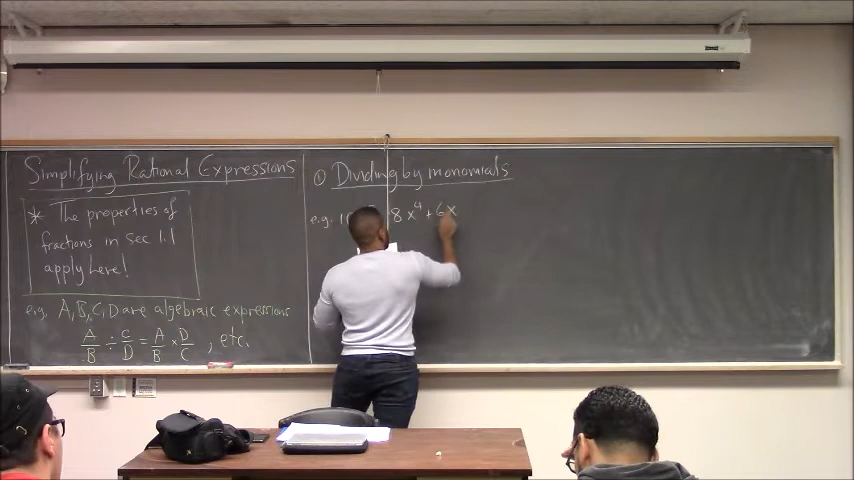 Simplifying Rational Expressions
* The properties of
fractions in Sec 1.1
apply here!
e.g. A, B, C, D are algebraic expressions
A/B ÷ C/D = A/B × D/C , etc.
① Dividing by monomials
e.g. 8x⁴ + 6x